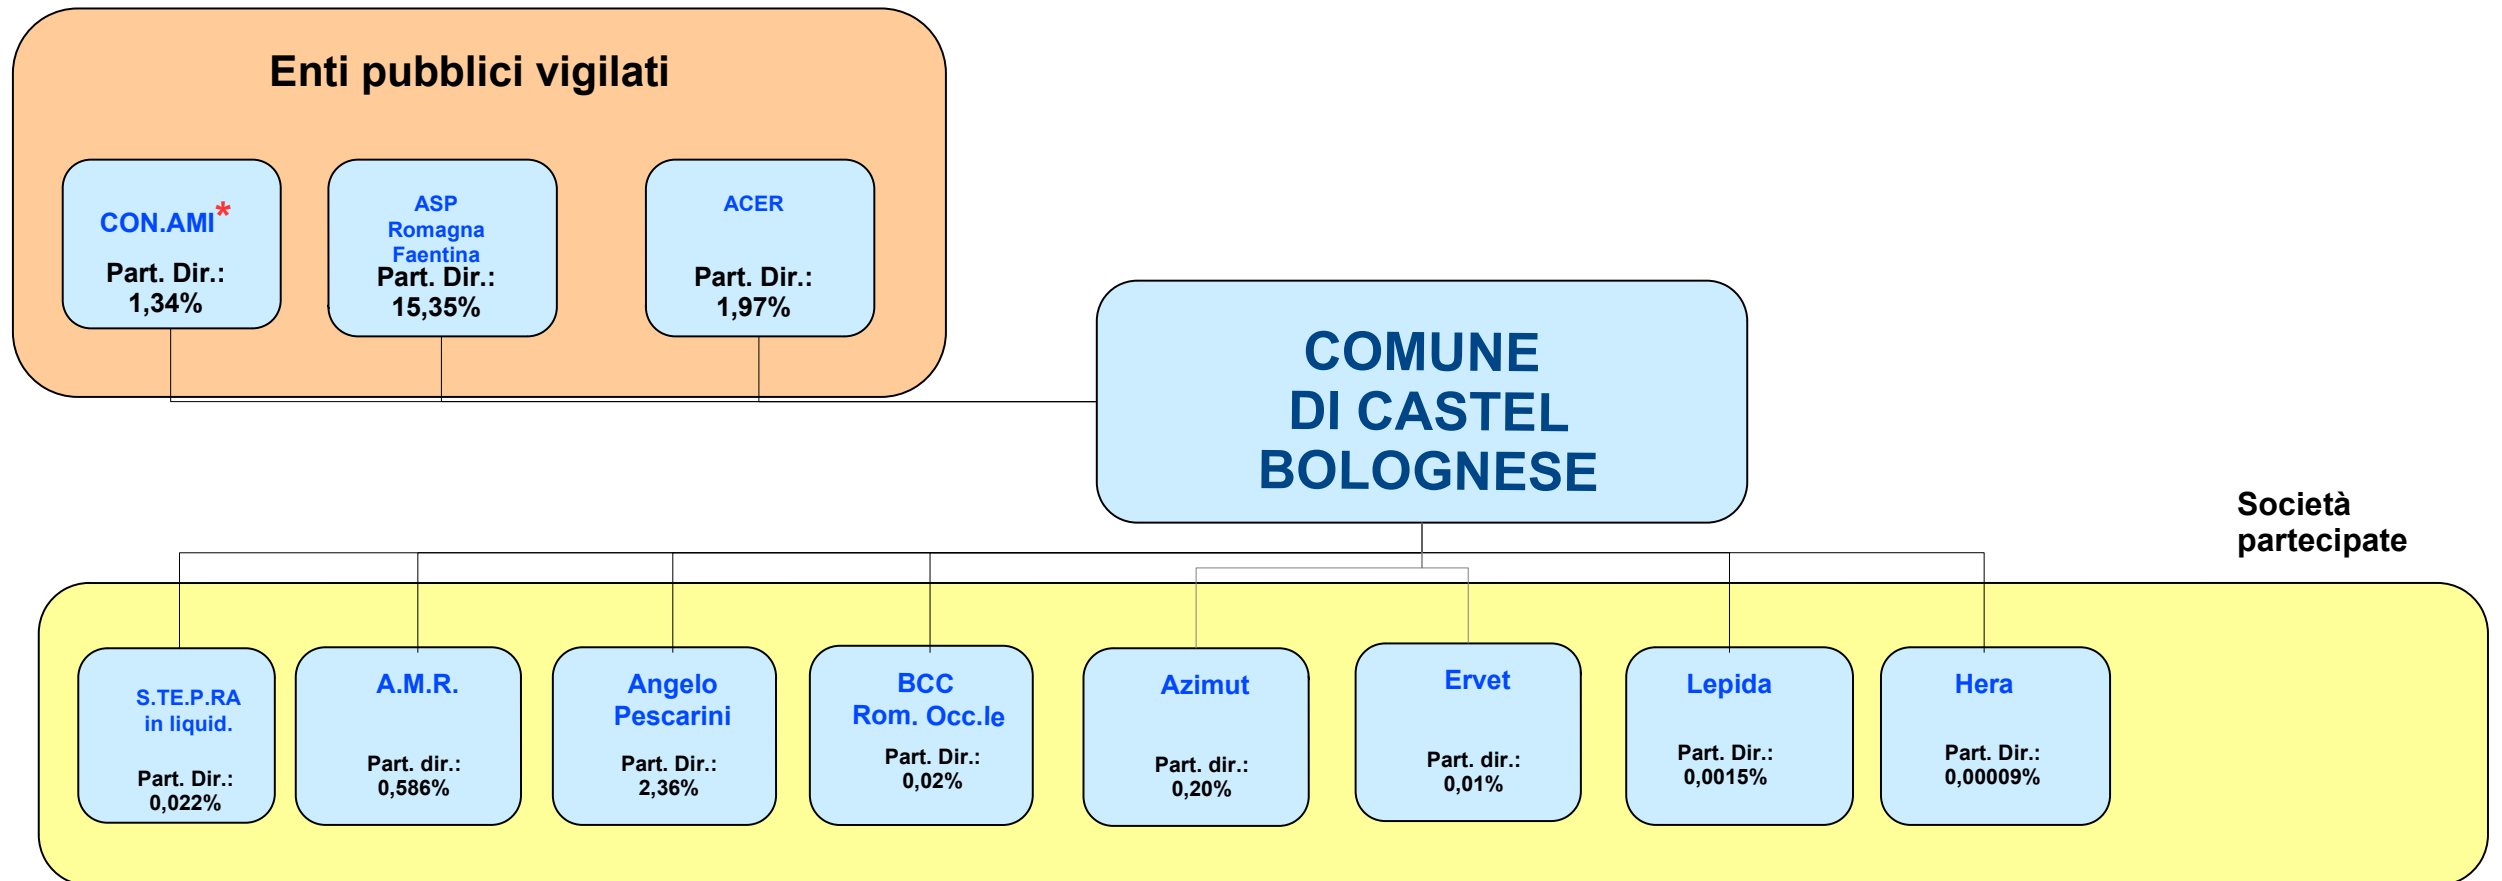 Enti pubblici vigilati
CON.AMI*
Part. Dir.:
1,34%
ASP
Romagna
Faentina
Part. Dir.:
15,35%
ACER
Part. Dir.:
1,97%
COMUNE
DI CASTEL
BOLOGNESE
Società
partecipate
S.TE.P.RA
in liquid.
Part. Dir.:
0,022%
A.M.R.
Part. dir.:
0,586%
Angelo
Pescarini
Part. Dir.:
2,36%
BCC
Rom. Occ.le
Part. Dir.:
0,02%
Azimut
Part. dir.:
0,20%
Ervet
Part. dir.:
0,01%
Lepida
Part. Dir.:
0,0015%
Hera
Part. Dir.:
0,00009%